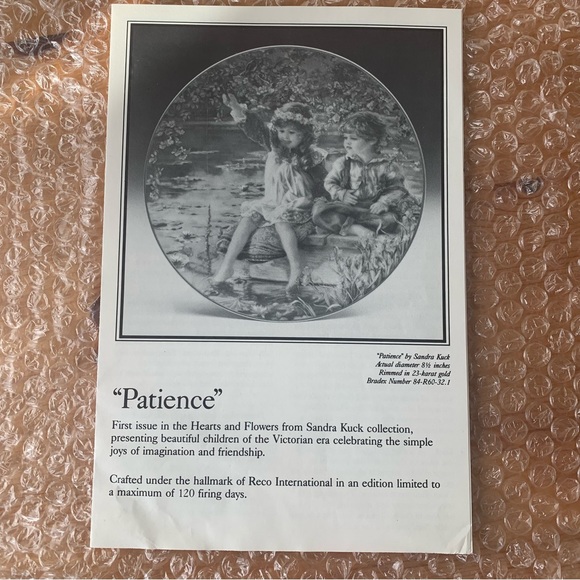 "Patience" by Sandra Kuck
Actual diameter 8½ inches
Rimmed in 23-karat gold
Bradex Number 84-R60-32.1
"Patience"
First issue in the Hearts and Flowers from Sandra Kuck collection,
presenting beautiful children of the Victorian era celebrating the simple
joys of imagination and friendship.
Crafted under the hallmark of Reco International in an edition limited to
a maximum of 120 firing days.